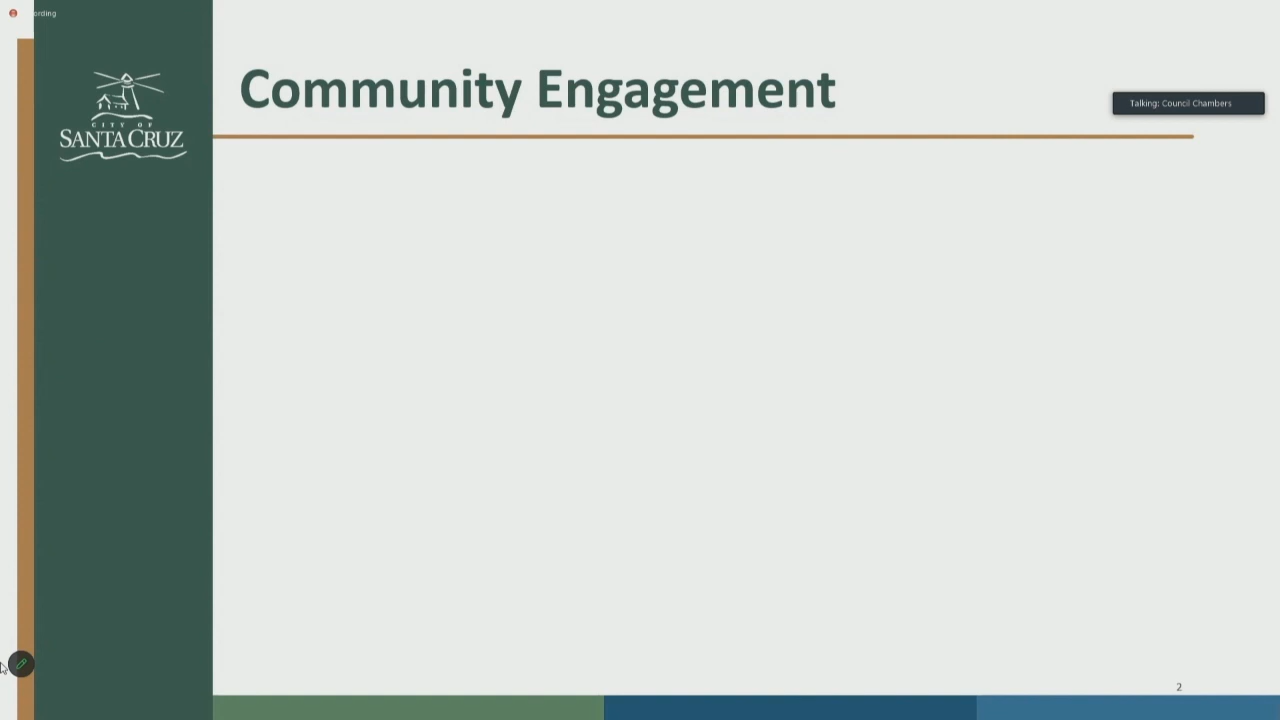 Community Engagement
Talking: Council Chambers
CITY OF
SANTA CRUZ
2